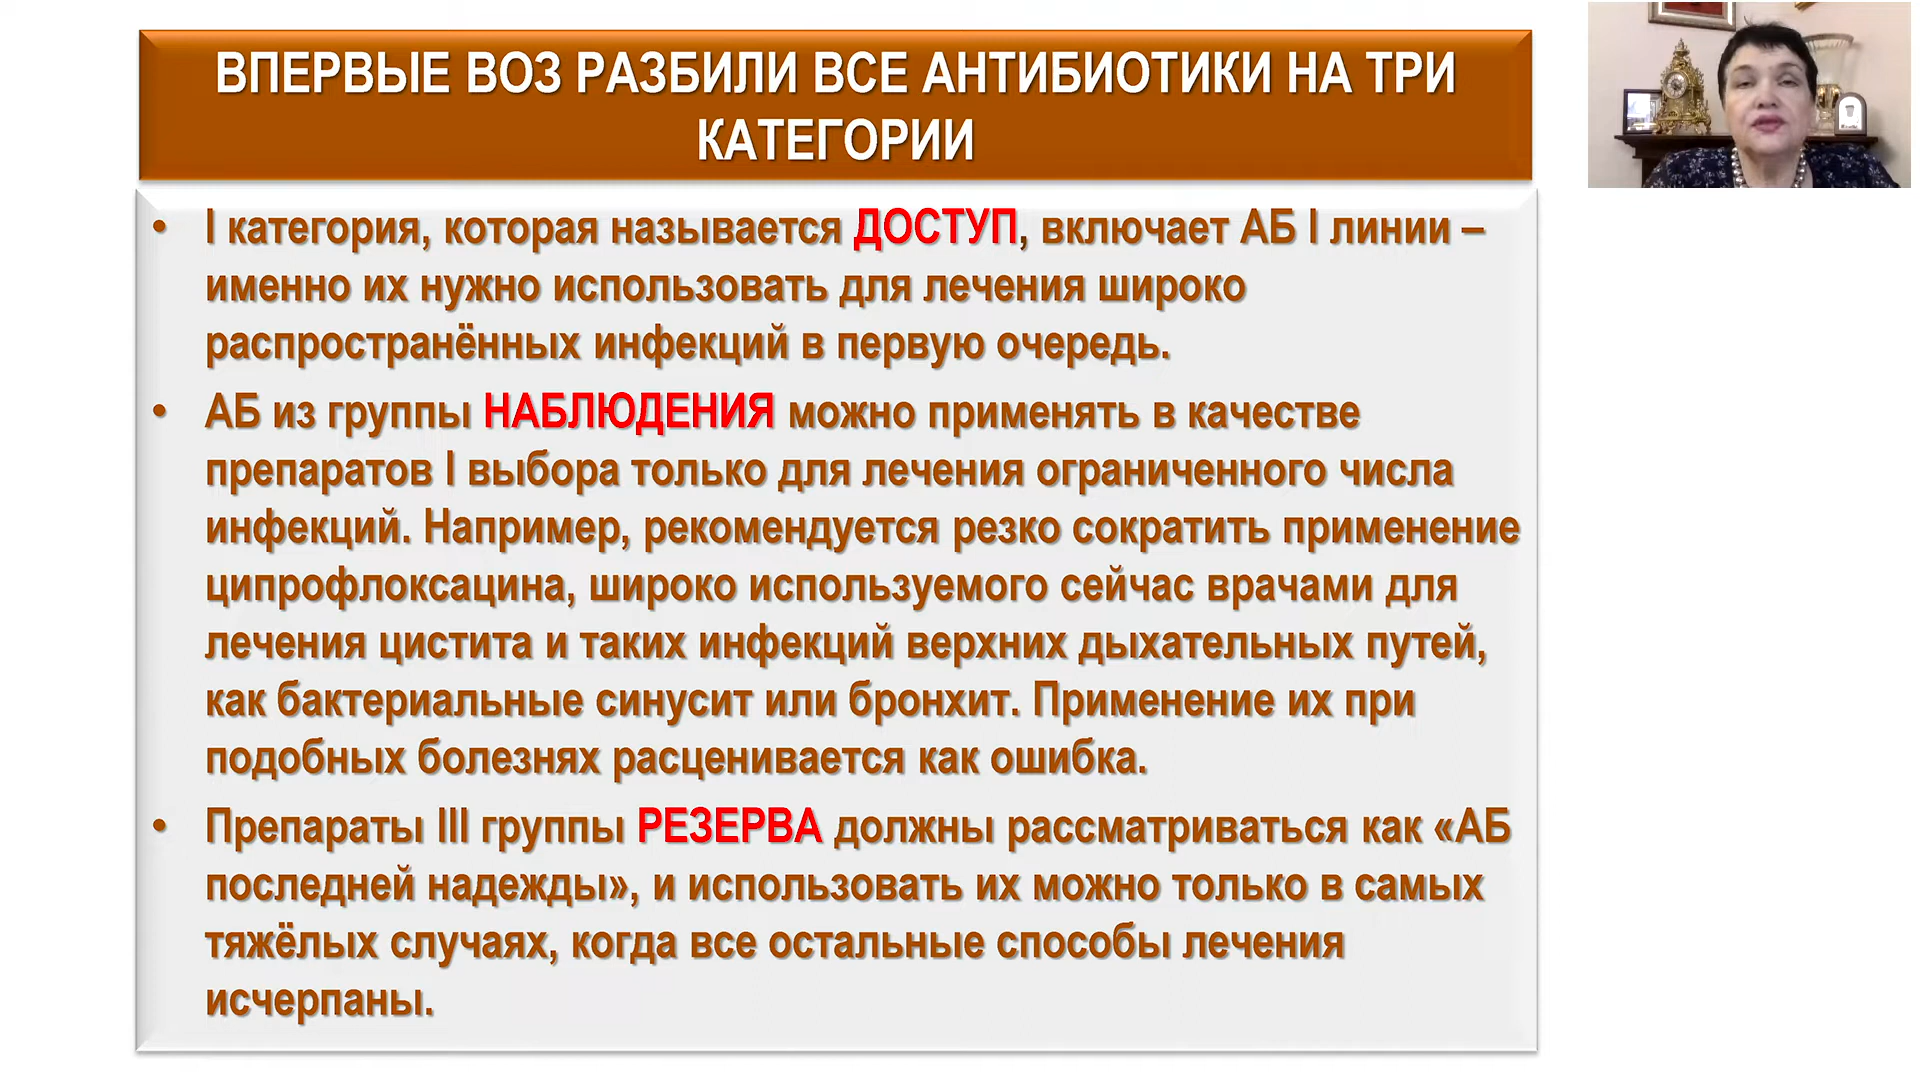 ВПЕРВЫЕ ВОЗ РАЗБИЛИ ВСЕ АНТИБИОТИКИ НА ТРИ
КАТЕГОРИИ
• I категория, которая называется ДОСТУП, включает АБ I линии –
именно их нужно использовать для лечения широко
распространённых инфекций в первую очередь.
• АБ из группы НАБЛЮДЕНИЯ можно применять в качестве
препаратов I выбора только для лечения ограниченного числа
инфекций. Например, рекомендуется резко сократить применение
ципрофлоксацина, широко используемого сейчас врачами для
лечения цистита и таких инфекций верхних дыхательных путей,
как бактериальные синусит или бронхит. Применение их при
подобных болезнях расценивается как ошибка.
• Препараты III группы РЕЗЕРВА должны рассматриваться как «АБ
последней надежды», и использовать их можно только в самых
тяжёлых случаях, когда все остальные способы лечения
исчерпаны.